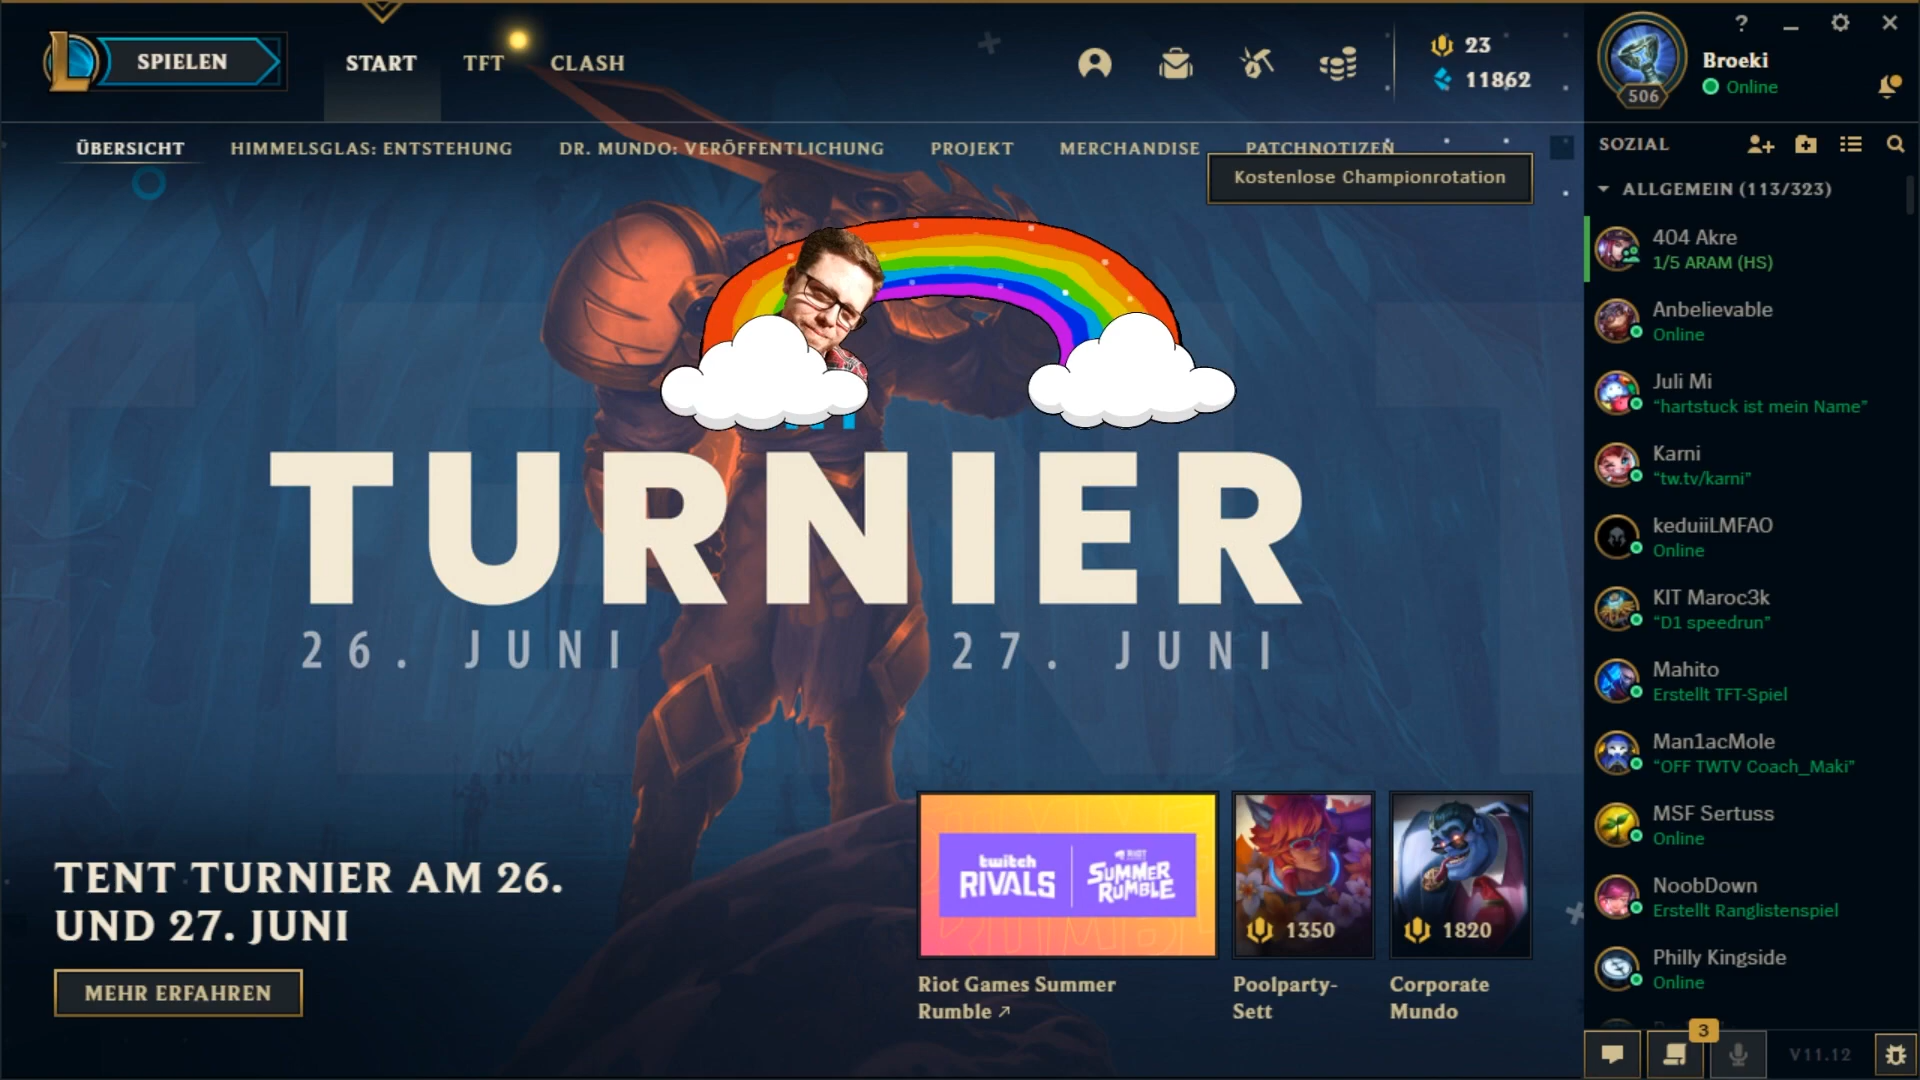 SPIELEN
START
TFT
CLASH
23
11862
?
506
Broeki
Online
ÜBERSICHT
HIMMELSGLAS: ENTSTEHUNG
DR. MUNDO: VERÖFFENTLICHUNG
PROJEKT
MERCHANDISE
PATCHNOTIZEN
Kostenlose Championrotation
SOZIAL
ALLGEMEIN (113/323)
404 Akre
1/5 ARAM (HS)
Anbelievable
Online
Juli Mi
“hartstuck ist mein Name”
Karni
“tw.tv/karni”
keduiiLMFAO
Online
KIT Maroc3k
“D1 speedrun”
Mahito
Erstellt TFT-Spiel
Man1acMole
“OFF TWTV Coach_Maki”
MSF Sertuss
Online
NoobDown
Erstellt Ranglistenspiel
Philly Kingside
Online
TURNIER
26. JUNI
27. JUNI
TENT TURNIER AM 26.
UND 27. JUNI
MEHR ERFAHREN
twitch
RIVALS
RIOT
SUMMER
RUMBLE
1350
1820
Riot Games Summer
Rumble
Poolparty-
Sett
Corporate
Mundo
3
V11.12